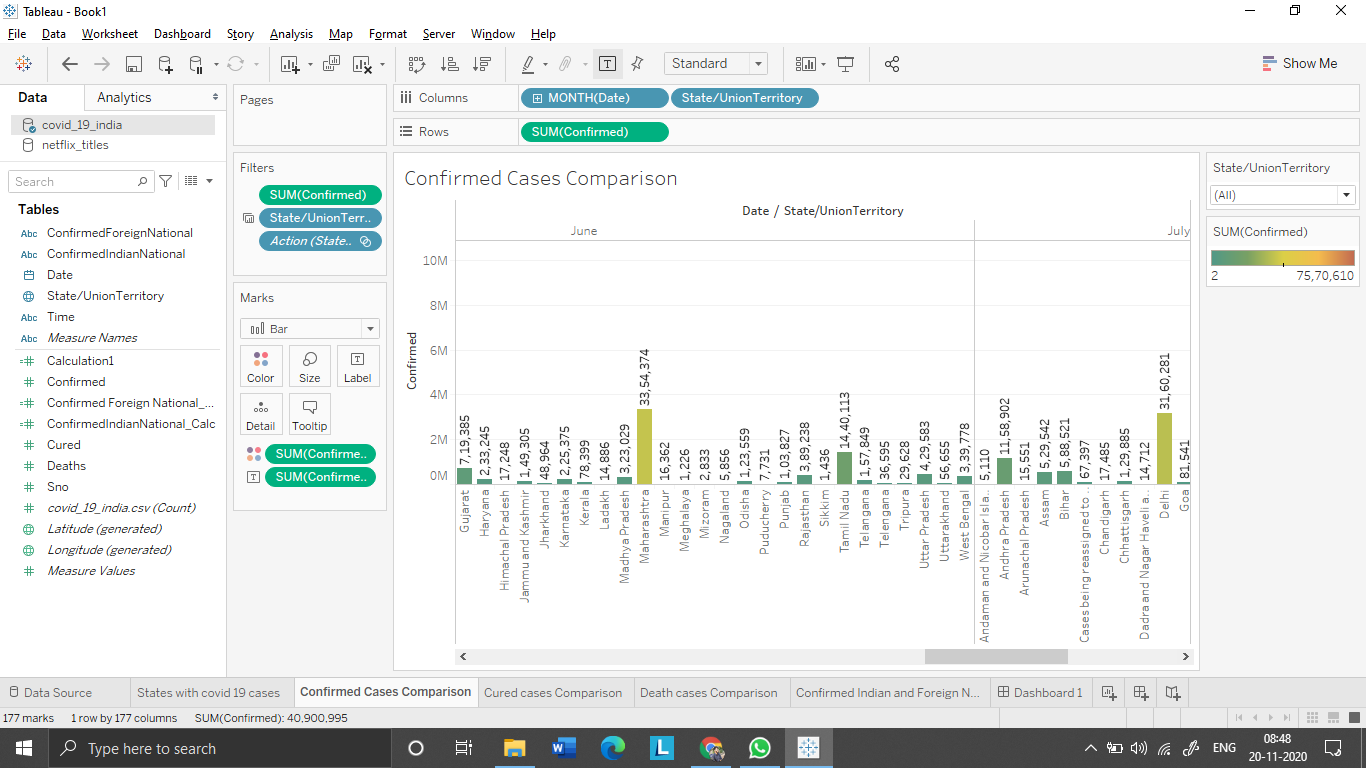 Tableau - Book1
File Data Worksheet Dashboard Story Analysis Map Format Server Window Help
Standard
Show Me
Data
Analytics
covid_19_india
netflix_titles
Search
Tables
Abc ConfirmedForeignNational
Abc ConfirmedIndianNational
Date
State/UnionTerritory
Abc Time
Abc Measure Names
Calculation1
Confirmed
Confirmed Foreign National_...
ConfirmedIndianNational_Calc
Cured
Deaths
Sno
covid_19_india.csv (Count)
Latitude (generated)
Longitude (generated)
Measure Values
Pages
Filters
SUM(Confirmed)
State/UnionTerr..
Action (State..
Marks
Bar
Color
Size
Label
Detail
Tooltip
SUM(Confirme..
SUM(Confirme..
Columns
MONTH(Date)
State/UnionTerritory
Rows
SUM(Confirmed)
Confirmed Cases Comparison
Date / State/UnionTerritory
June
July
Confirmed
10M
8M
6M
4M
2M
0M
7,19,385
2,33,245
17,248
1,49,305
48,964
2,25,375
78,399
14,886
3,23,029
33,54,374
16,362
1,226
2,833
5,856
1,23,559
7,731
1,03,827
3,89,238
1,436
14,40,113
1,57,849
36,595
29,628
4,29,583
56,655
3,39,778
5,110
11,58,902
15,551
5,29,542
5,88,521
67,397
17,485
1,29,885
14,712
31,60,281
81,541
Gujarat
Haryana
Himachal Pradesh
Jammu and Kashmir
Jharkhand
Karnataka
Kerala
Ladakh
Madhya Pradesh
Maharashtra
Manipur
Meghalaya
Mizoram
Nagaland
Odisha
Puducherry
Punjab
Rajasthan
Sikkim
Tamil Nadu
Telangana
Telengana
Tripura
Uttar Pradesh
Uttarakhand
West Bengal
Andaman and Nicobar Isla..
Andhra Pradesh
Arunachal Pradesh
Assam
Bihar
Cases being reassigned to ..
Chandigarh
Chhattisgarh
Dadra and Nagar Haveli a..
Delhi
Goa
State/UnionTerritory
(All)
SUM(Confirmed)
2 75,70,610
Data Source
States with covid 19 cases
Confirmed Cases Comparison
Cured cases Comparison
Death cases Comparison
Confirmed Indian and Foreign N...
Dashboard 1
177 marks 1 row by 177 columns SUM(Confirmed): 40,900,995
Type here to search
ENG
08:48
20-11-2020